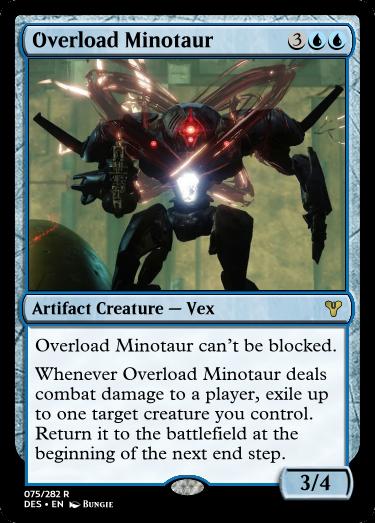 Overload Minotaur 3
Artifact Creature — Vex
Overload Minotaur can't be blocked.
Whenever Overload Minotaur deals
combat damage to a player, exile up
to one target creature you control.
Return it to the battlefield at the
beginning of the next end step.
3/4
075/282 R
DES • EN Bungie